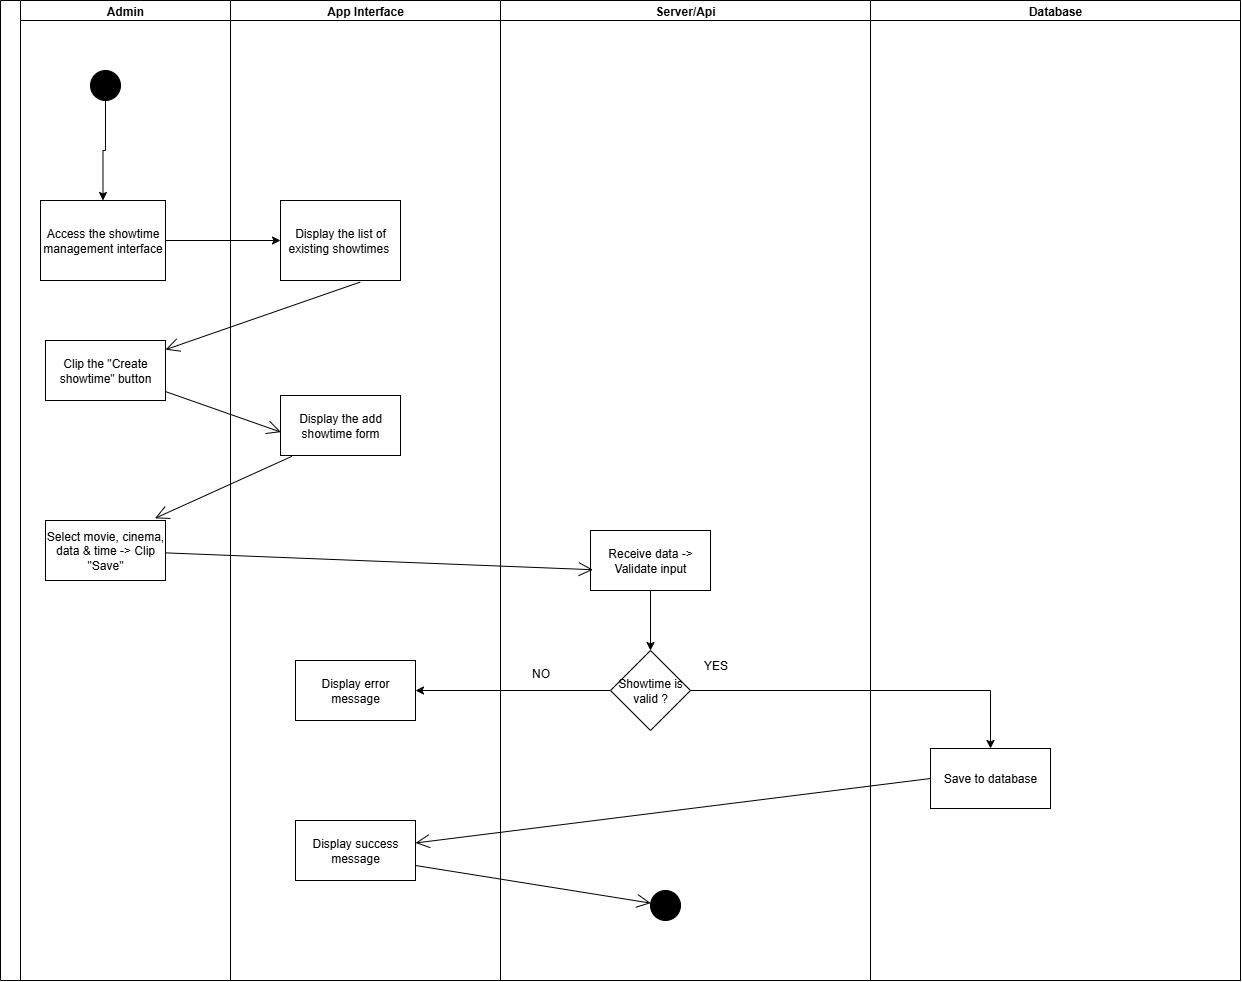 Admin
App Interface
Server/Api
Database
Access the showtime
management interface
Display the list of
existing showtimes
Clip the "Create
showtime" button
Display the add
showtime form
Select movie, cinema,
data & time -> Clip
"Save"
Receive data ->
Validate input
Showtime is
valid ?
NO
YES
Display error
message
Save to database
Display success
message